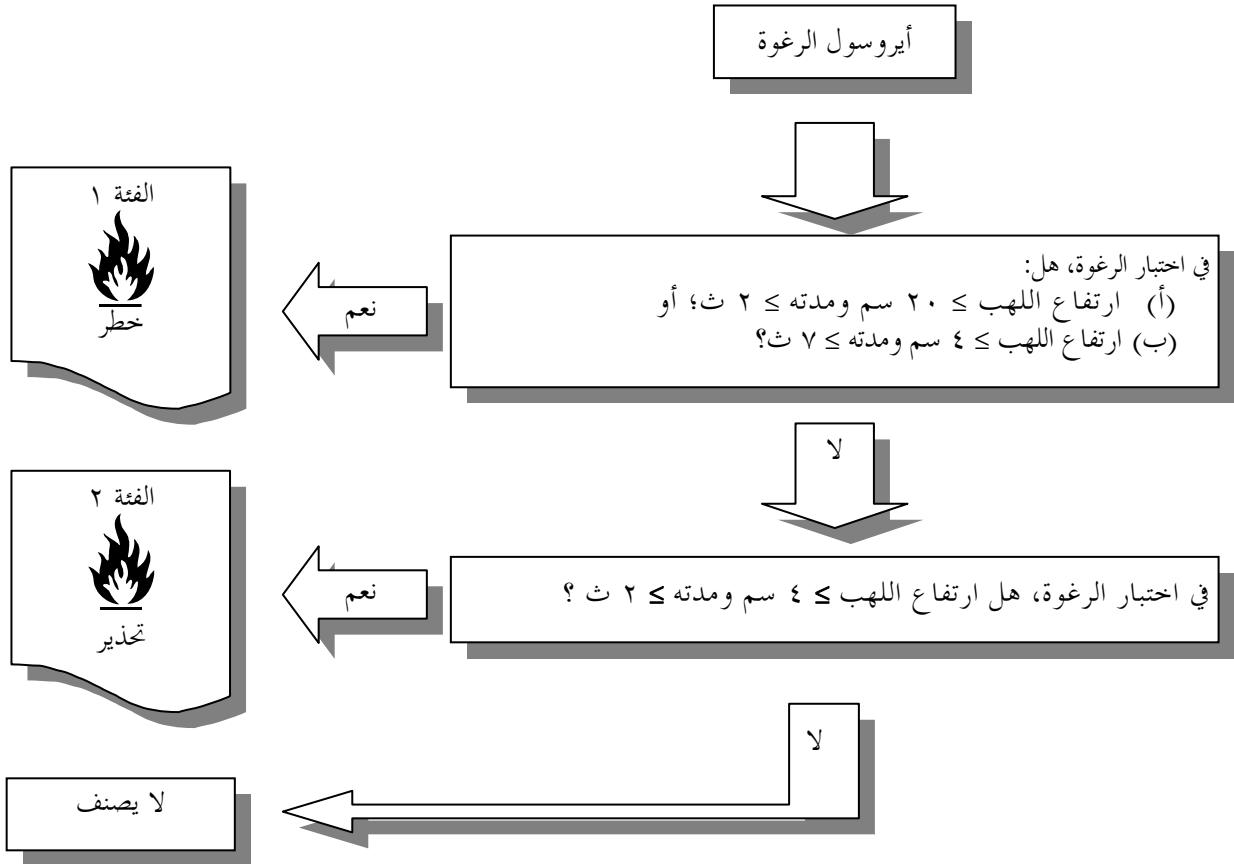 أيروسول الرغوة
في اختبار الرغوة، هل:
(أ) ارتفاع اللهب ≥ ٢٠ سم ومدته ≥ ٢ ث؛ أو
(ب) ارتفاع اللهب ≥ ٤ سم ومدته ≥ ٧ ث؟
نعم
الفئة ١
خطر
لا
في اختبار الرغوة، هل ارتفاع اللهب ≥ ٤ سم ومدته ≥ ٢ ث ؟
نعم
الفئة ٢
تحذير
لا
لا يصنف